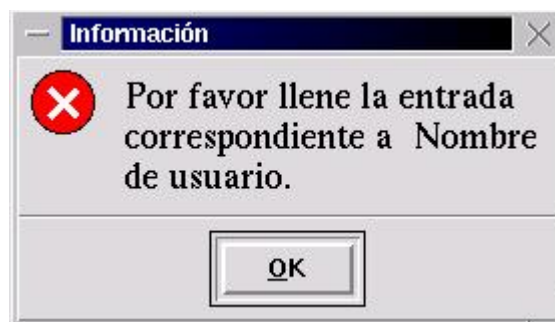 Información
Por favor llene la entrada
correspondiente a  Nombre
de usuario.
OK